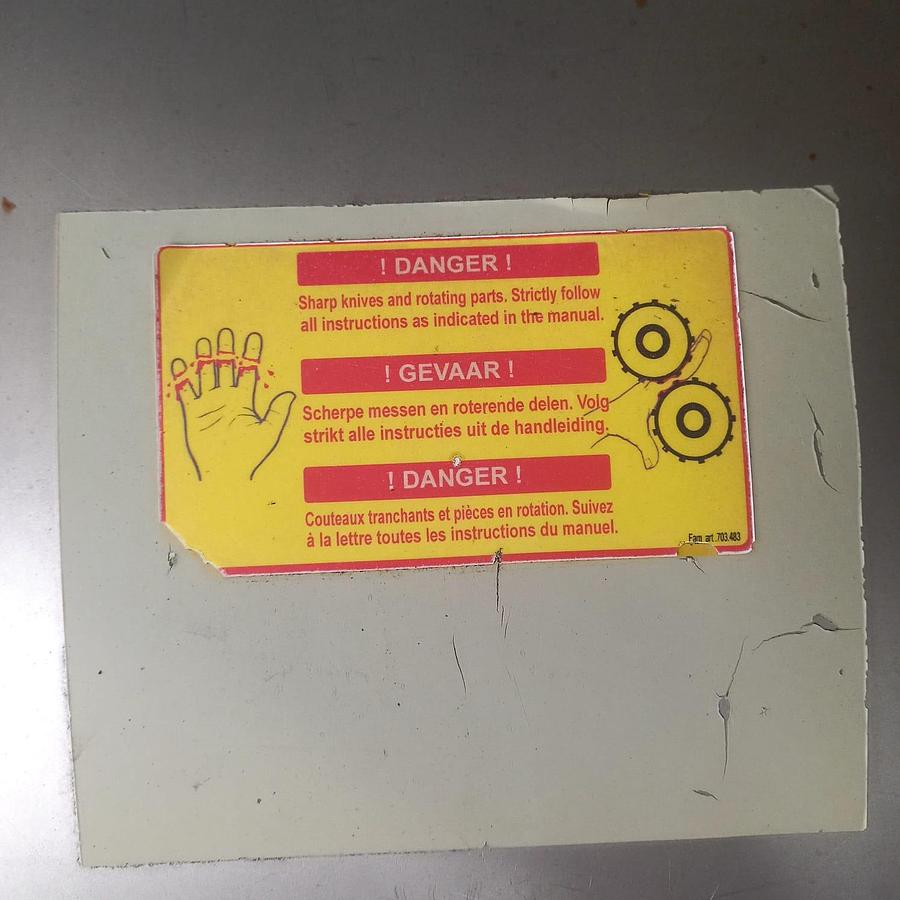 ! DANGER !
Sharp knives and rotating parts. Strictly follow
all instructions as indicated in the manual.
! GEVAAR !
Scherpe messen en roterende delen. Volg
strikt alle instructies uit de handleiding.
! DANGER !
Couteaux tranchants et pièces en rotation. Suivez
à la lettre toutes les instructions du manuel.
Fam. art. 703.483